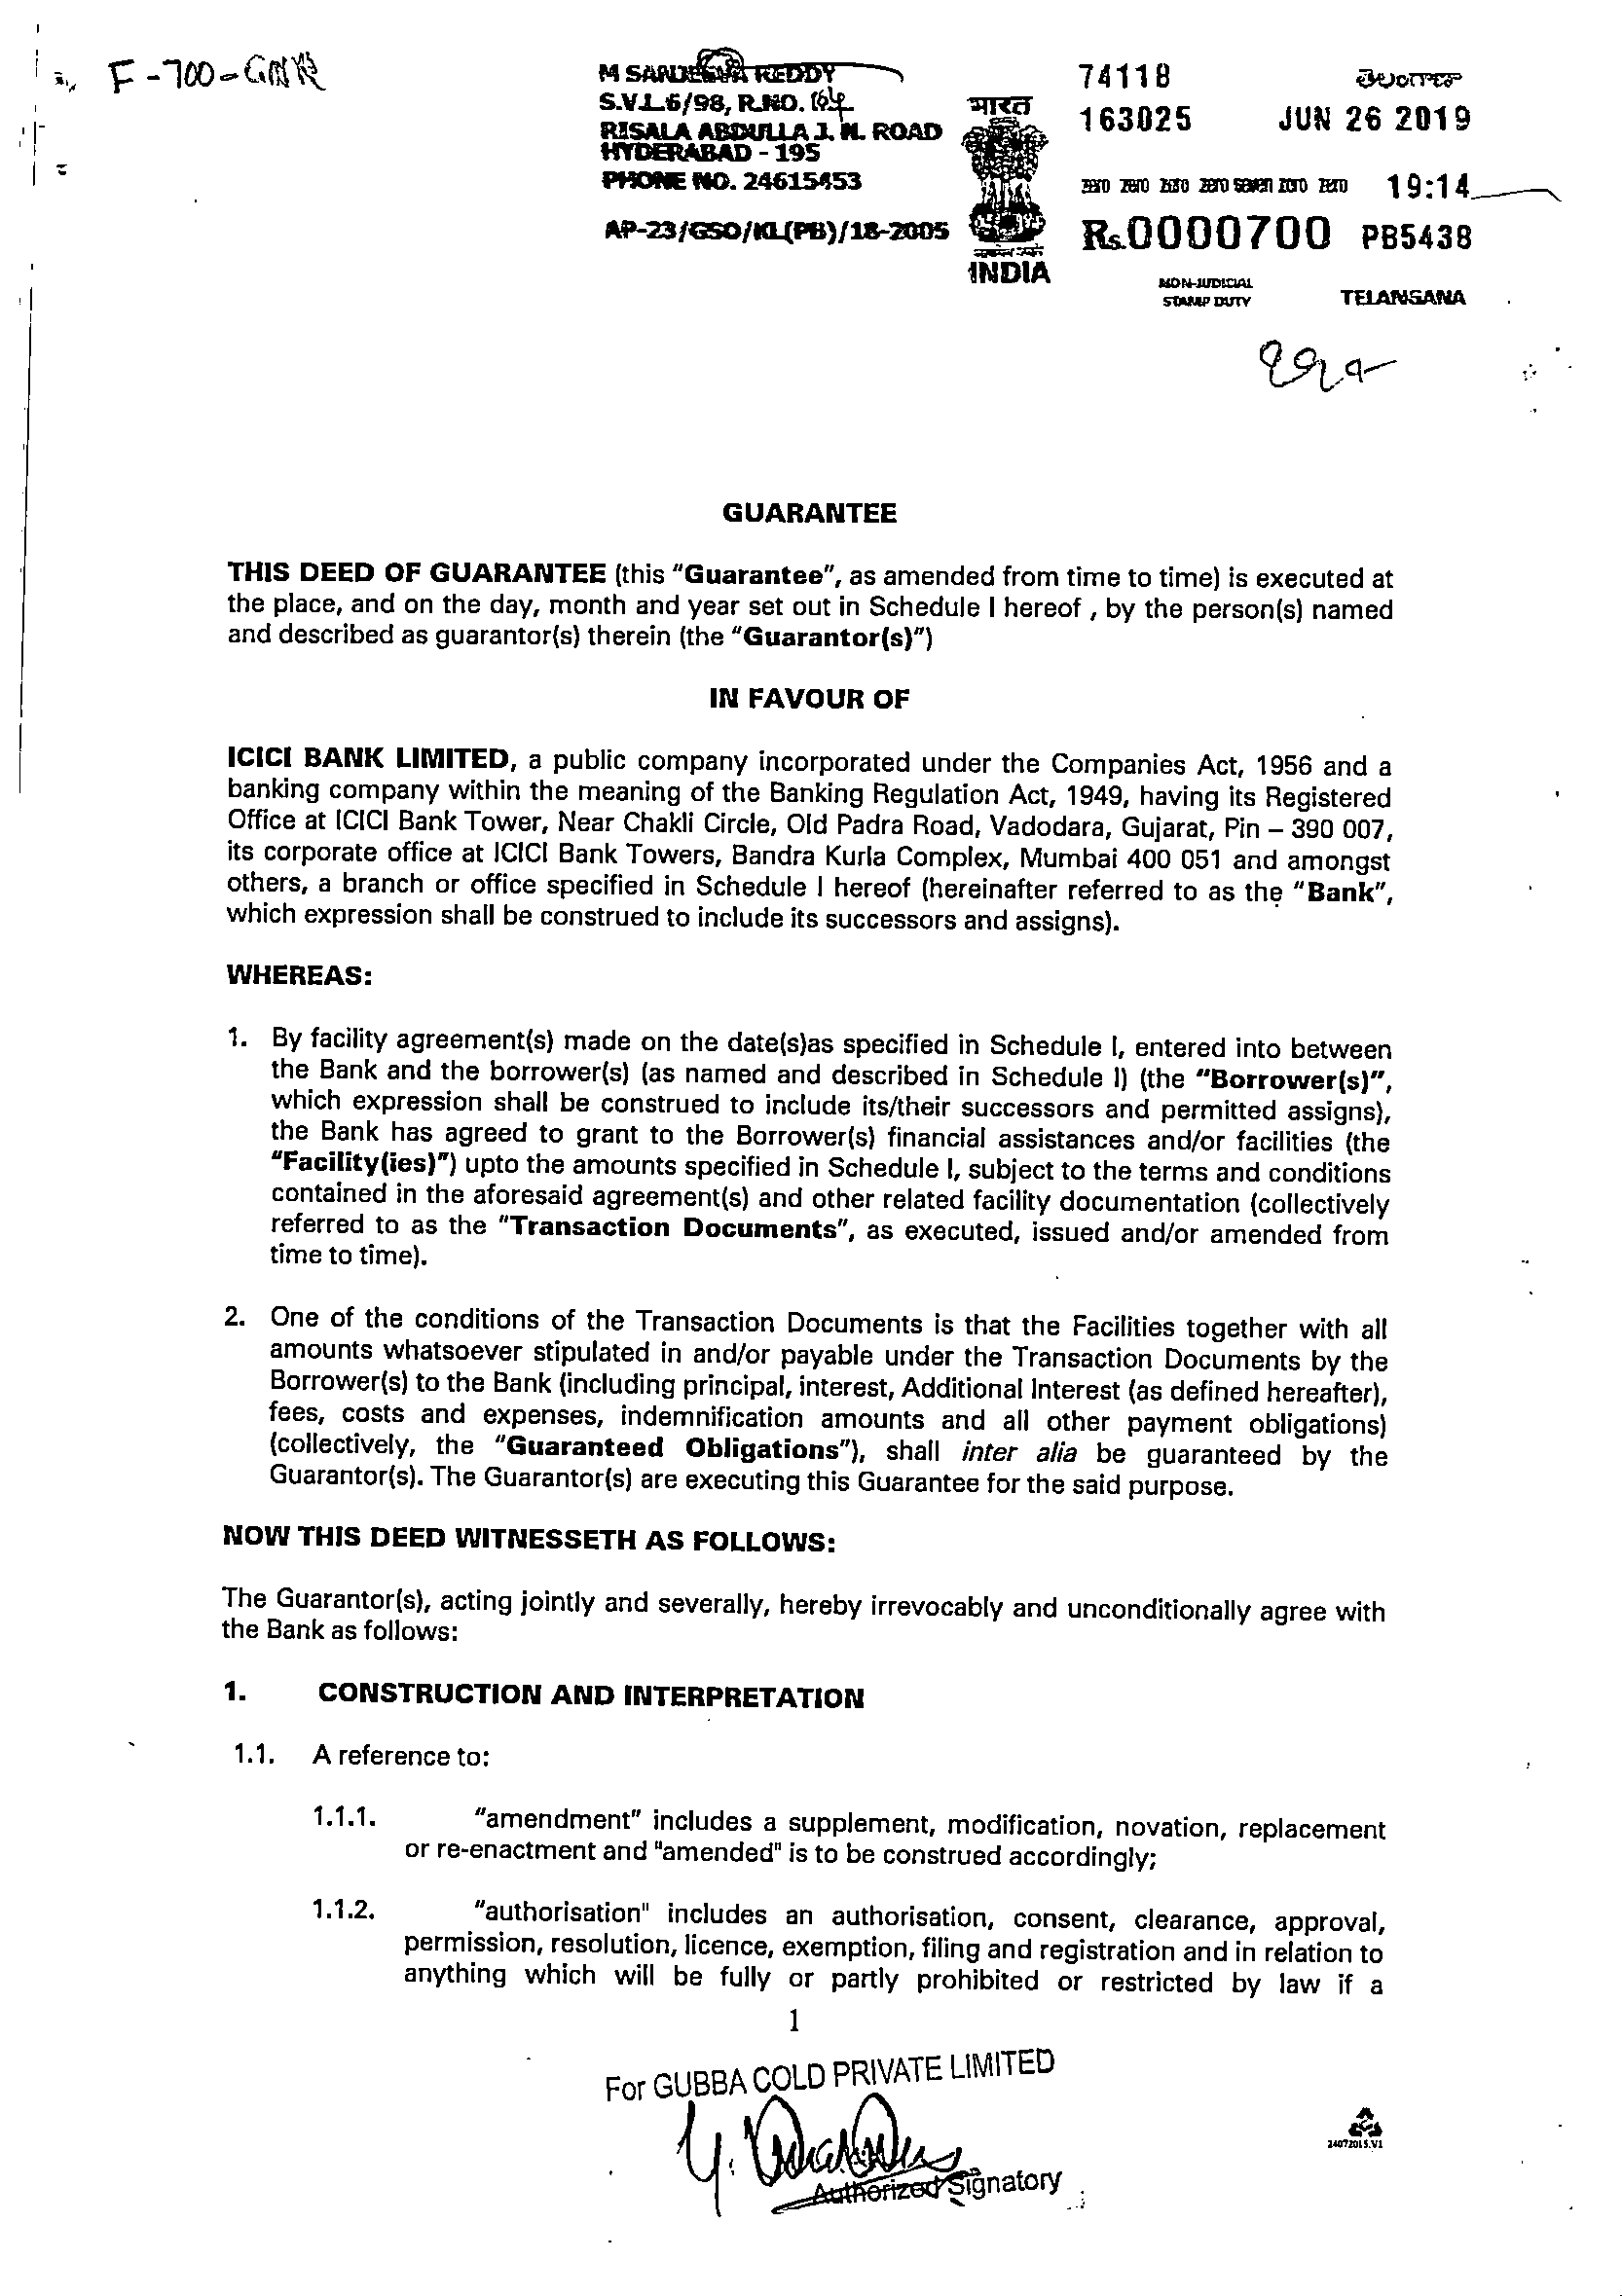 F-700-GNR
M SANJEEVA REDDY
S.V.L.6/98, R.NO. 104
RISALA ABDULLA J. N. ROAD
HYDERABAD - 195
PHONE NO. 24615453
AP-23/GSO/KL(PB)/18-2005
भारत
INDIA
74118
తెలంగాణ
163025 JUN 26 2019
19:14
Rs.0000700 PB5438
NON-JUDICIAL
STAMP DUTY
TELANGANA
GUARANTEE
THIS DEED OF GUARANTEE (this "Guarantee", as amended from time to time) is executed at
the place, and on the day, month and year set out in Schedule I hereof , by the person(s) named
and described as guarantor(s) therein (the "Guarantor(s)")
IN FAVOUR OF
ICICI BANK LIMITED, a public company incorporated under the Companies Act, 1956 and a
banking company within the meaning of the Banking Regulation Act, 1949, having its Registered
Office at ICICI Bank Tower, Near Chakli Circle, Old Padra Road, Vadodara, Gujarat, Pin – 390 007,
its corporate office at ICICI Bank Towers, Bandra Kurla Complex, Mumbai 400 051 and amongst
others, a branch or office specified in Schedule I hereof (hereinafter referred to as the "Bank",
which expression shall be construed to include its successors and assigns).
WHEREAS:
1. By facility agreement(s) made on the date(s)as specified in Schedule I, entered into between
the Bank and the borrower(s) (as named and described in Schedule I) (the "Borrower(s)",
which expression shall be construed to include its/their successors and permitted assigns),
the Bank has agreed to grant to the Borrower(s) financial assistances and/or facilities (the
"Facility(ies)") upto the amounts specified in Schedule I, subject to the terms and conditions
contained in the aforesaid agreement(s) and other related facility documentation (collectively
referred to as the "Transaction Documents", as executed, issued and/or amended from
time to time).
2. One of the conditions of the Transaction Documents is that the Facilities together with all
amounts whatsoever stipulated in and/or payable under the Transaction Documents by the
Borrower(s) to the Bank (including principal, interest, Additional Interest (as defined hereafter),
fees, costs and expenses, indemnification amounts and all other payment obligations)
(collectively, the "Guaranteed Obligations"), shall inter alia be guaranteed by the
Guarantor(s). The Guarantor(s) are executing this Guarantee for the said purpose.
NOW THIS DEED WITNESSETH AS FOLLOWS:
The Guarantor(s), acting jointly and severally, hereby irrevocably and unconditionally agree with
the Bank as follows:
1. CONSTRUCTION AND INTERPRETATION
1.1. A reference to:
1.1.1. "amendment" includes a supplement, modification, novation, replacement
or re-enactment and "amended" is to be construed accordingly;
1.1.2. "authorisation" includes an authorisation, consent, clearance, approval,
permission, resolution, licence, exemption, filing and registration and in relation to
anything which will be fully or partly prohibited or restricted by law if a
1
For GUBBA COLD PRIVATE LIMITED
Authorized Signatory
24072015.V1